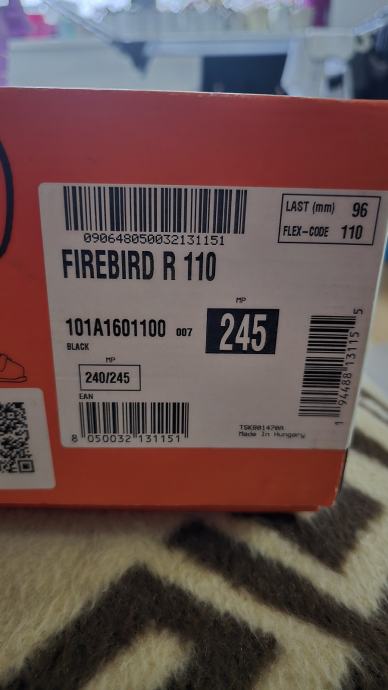 LAST (mm) 96
FLEX-CODE 110
090648050032131151
FIREBIRD R 110
MP
101A1601100 007
245
BLACK
MP
240/245
EAN
8 050032 131151
1 94488 13115 5
TSK801420A
Made In Hungary